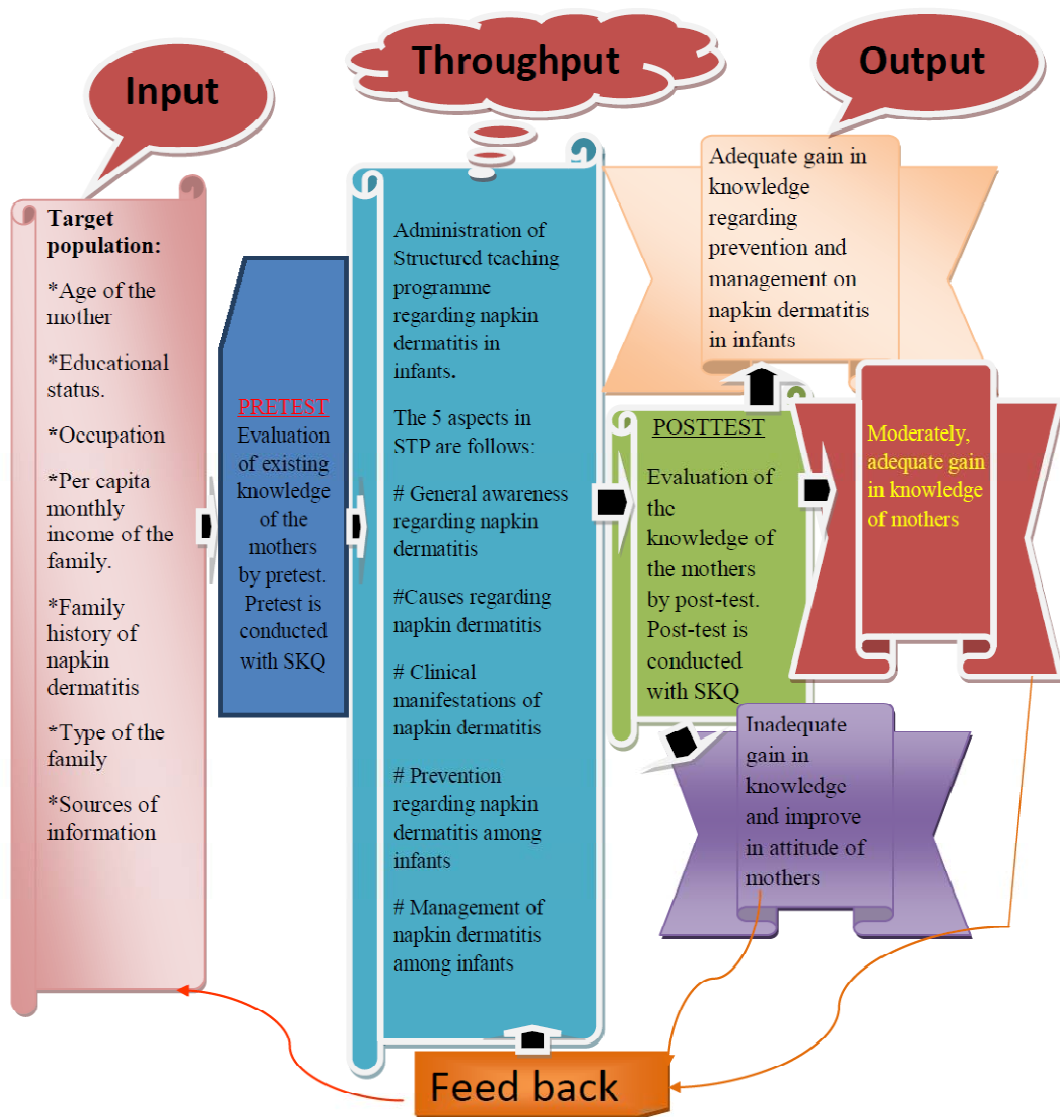 Input
Throughput
Output
Target
population:
*Age of the
mother
*Educational
status.
*Occupation
*Per capita
monthly
income of the
family.
*Family
history of
napkin
dermatitis
*Type of the
family
*Sources of
information
PRETEST
Evaluation
of existing
knowledge
of the
mothers
by pretest.
Pretest is
conducted
with SKQ
Administration of
Structured teaching
programme
regarding napkin
dermatitis in
infants.
The 5 aspects in
STP are follows:
# General awareness
regarding napkin
dermatitis
#Causes regarding
napkin dermatitis
# Clinical
manifestations of
napkin dermatitis
# Prevention
regarding napkin
dermatitis among
infants
# Management of
napkin dermatitis
among infants
POSTTEST
Evaluation of
the
knowledge of
the mothers
by post-test.
Post-test is
conducted
with SKQ
Adequate gain in
knowledge
regarding
prevention and
management on
napkin dermatitis
in infants
Moderately,
adequate gain
in knowledge
of mothers
Inadequate
gain in
knowledge
and improve
in attitude of
mothers
Feed back